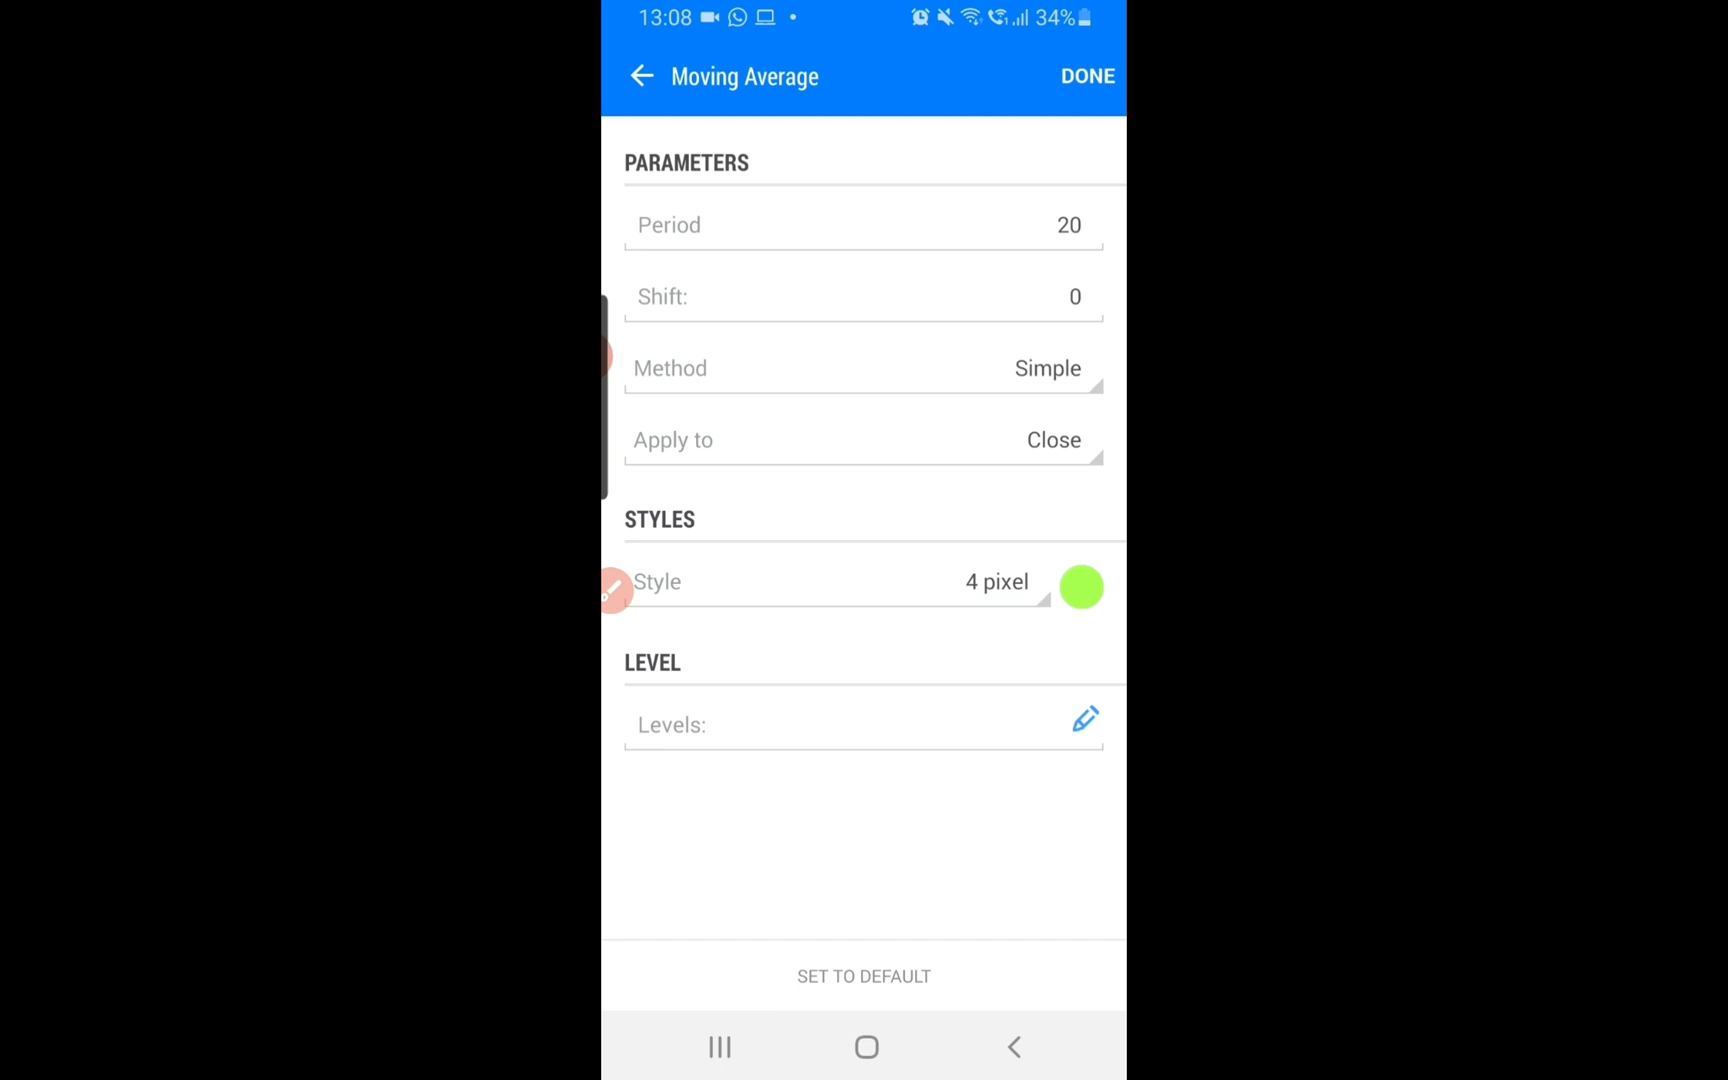 13:08 34%
Moving Average DONE
PARAMETERS
Period 20
Shift: 0
Method Simple
Apply to Close
STYLES
Style 4 pixel
LEVEL
Levels:
SET TO DEFAULT